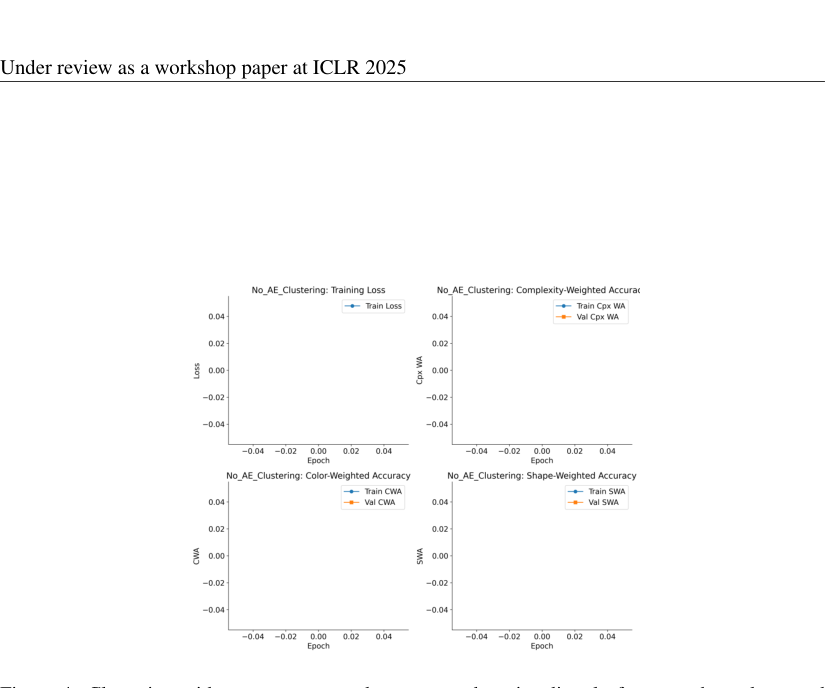 Under review as a workshop paper at ICLR 2025
No_AE_Clustering: Training Loss
Train Loss
0.04
0.02
0.00
−0.02
−0.04
Loss
−0.04 −0.02 0.00 0.02 0.04
Epoch
No_AE_Clustering: Complexity-Weighted Accurac
Train Cpx WA
Val Cpx WA
0.04
0.02
0.00
−0.02
−0.04
Cpx WA
−0.04 −0.02 0.00 0.02 0.04
Epoch
No_AE_Clustering: Color-Weighted Accuracy
Train CWA
Val CWA
0.04
0.02
0.00
−0.02
−0.04
CWA
−0.04 −0.02 0.00 0.02 0.04
Epoch
No_AE_Clustering: Shape-Weighted Accuracy
Train SWA
Val SWA
0.04
0.02
0.00
−0.02
−0.04
SWA
−0.04 −0.02 0.00 0.02 0.04
Epoch